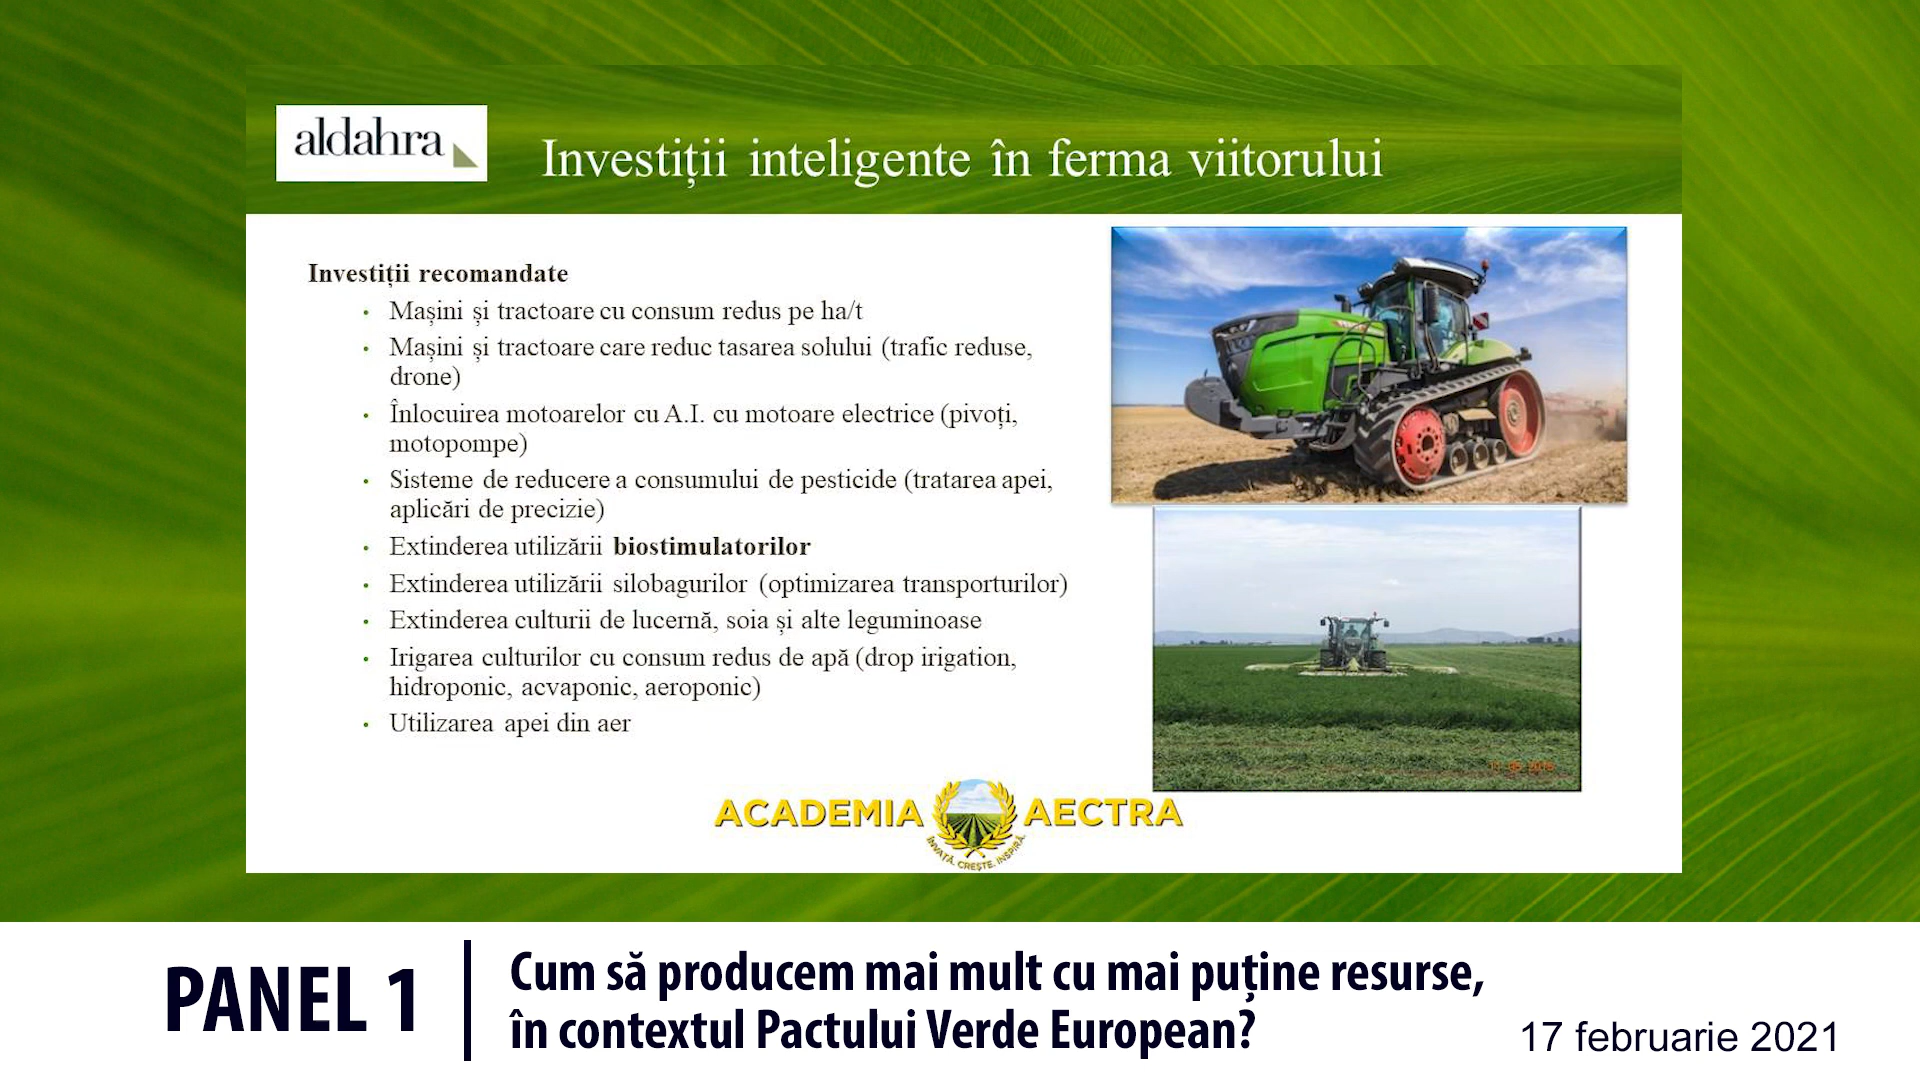 aldahra
Investiții inteligente în ferma viitorului
Investiții recomandate
• Mașini și tractoare cu consum redus pe ha/t
• Mașini și tractoare care reduc tasarea solului (trafic reduse,
drone)
• Înlocuirea motoarelor cu A.I. cu motoare electrice (pivoți,
motopompe)
• Sisteme de reducere a consumului de pesticide (tratarea apei,
aplicări de precizie)
• Extinderea utilizării biostimulatorilor
• Extinderea utilizării silobagurilor (optimizarea transporturilor)
• Extinderea culturii de lucernă, soia și alte leguminoase
• Irigarea culturilor cu consum redus de apă (drop irigation,
hidroponic, acvaponic, aeroponic)
• Utilizarea apei din aer
ACADEMIA AECTRA
ÎNVAȚĂ. CREȘTE. INSPIRĂ.
PANEL 1
Cum să producem mai mult cu mai puține resurse,
în contextul Pactului Verde European?
17 februarie 2021